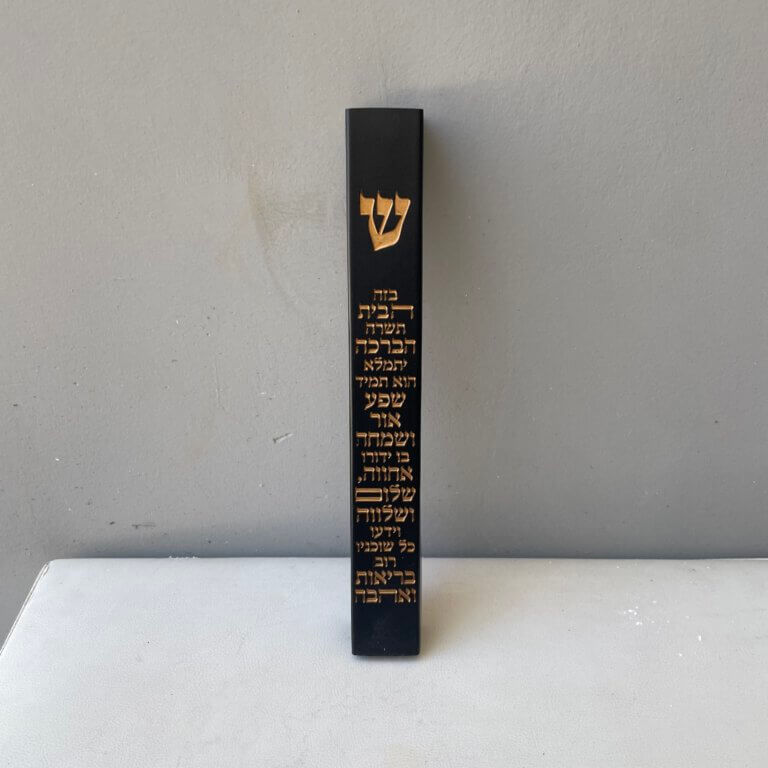 ש
בזה
הבית
תשרה
הברכה
יתמלא
הוא תמיד
שפע
אור
ושמחה
בו ידורו
אחווה,
שלום
ושלווה
וידעו
כל שוכניו
רוב
בריאות
ואהבה